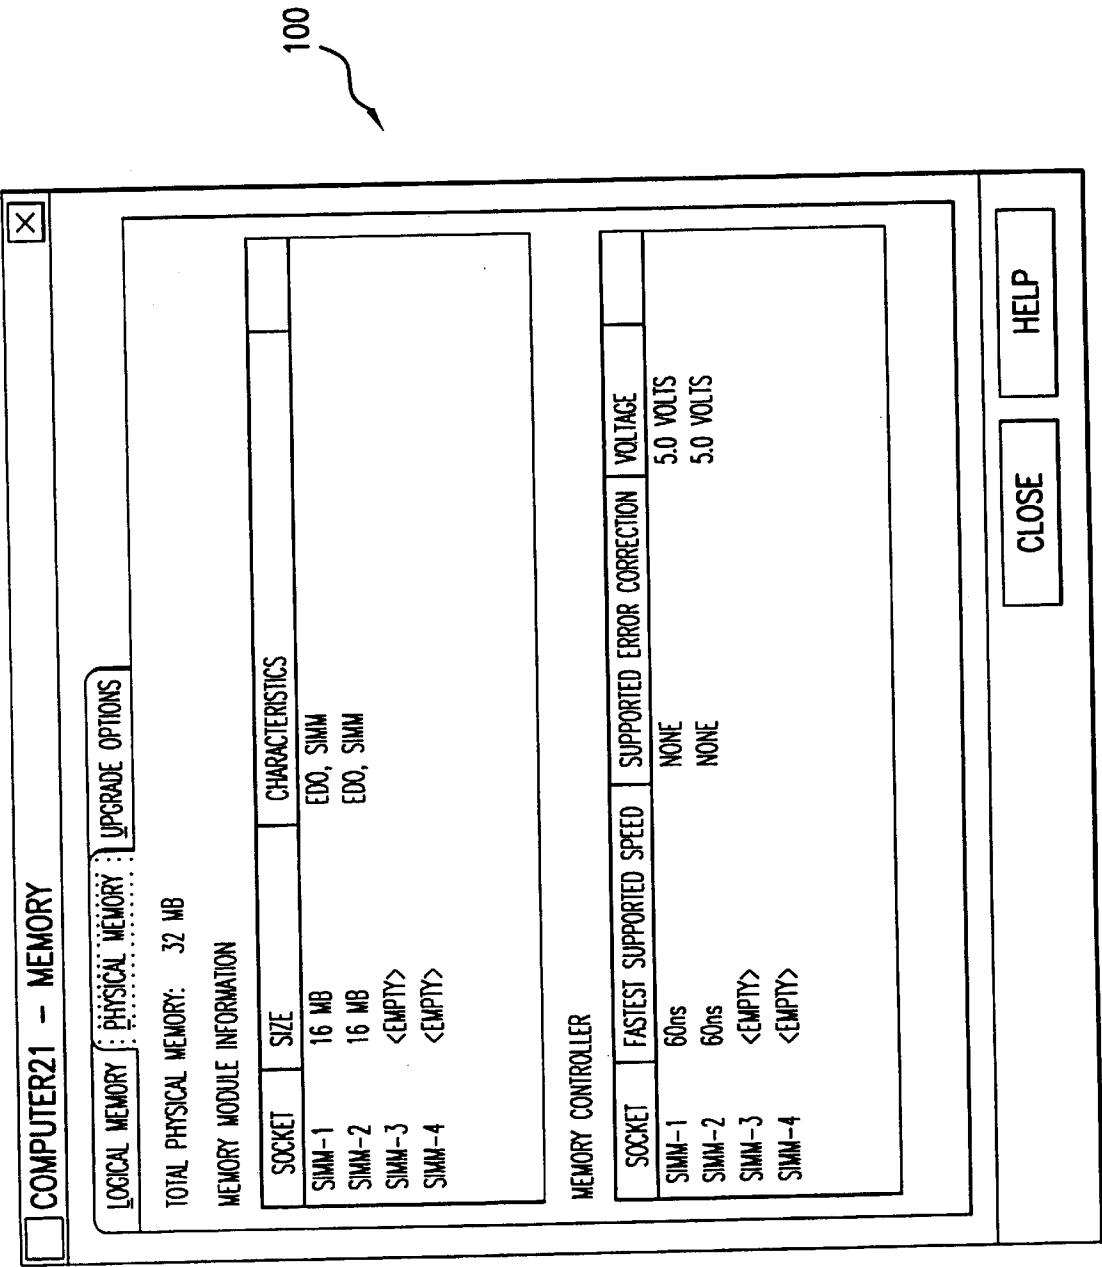 100
COMPUTER21 – MEMORY
LOGICAL MEMORY PHYSICAL MEMORY UPGRADE OPTIONS
TOTAL PHYSICAL MEMORY: 32 MB
MEMORY MODULE INFORMATION
SOCKET SIZE CHARACTERISTICS
SIMM-1 16 MB EDO, SIMM
SIMM-2 16 MB EDO, SIMM
SIMM-3 <EMPTY>
SIMM-4 <EMPTY>
MEMORY CONTROLLER
SOCKET FASTEST SUPPORTED SPEED SUPPORTED ERROR CORRECTION VOLTAGE
SIMM-1 60ns NONE 5.0 VOLTS
SIMM-2 60ns NONE 5.0 VOLTS
SIMM-3 <EMPTY>
SIMM-4 <EMPTY>
CLOSE HELP